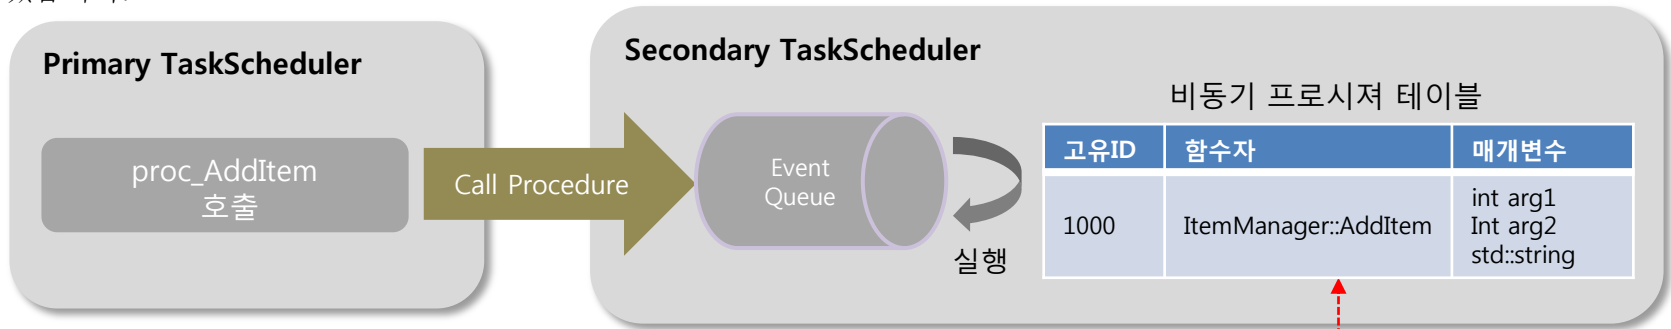 Primary TaskScheduler
proc_AddItem
호출
Call Procedure
Secondary TaskScheduler
Event
Queue
실행
비동기 프로시져 테이블
고유ID 함수자 매개변수
1000 ItemManager::AddItem int arg1
Int arg2
std::string